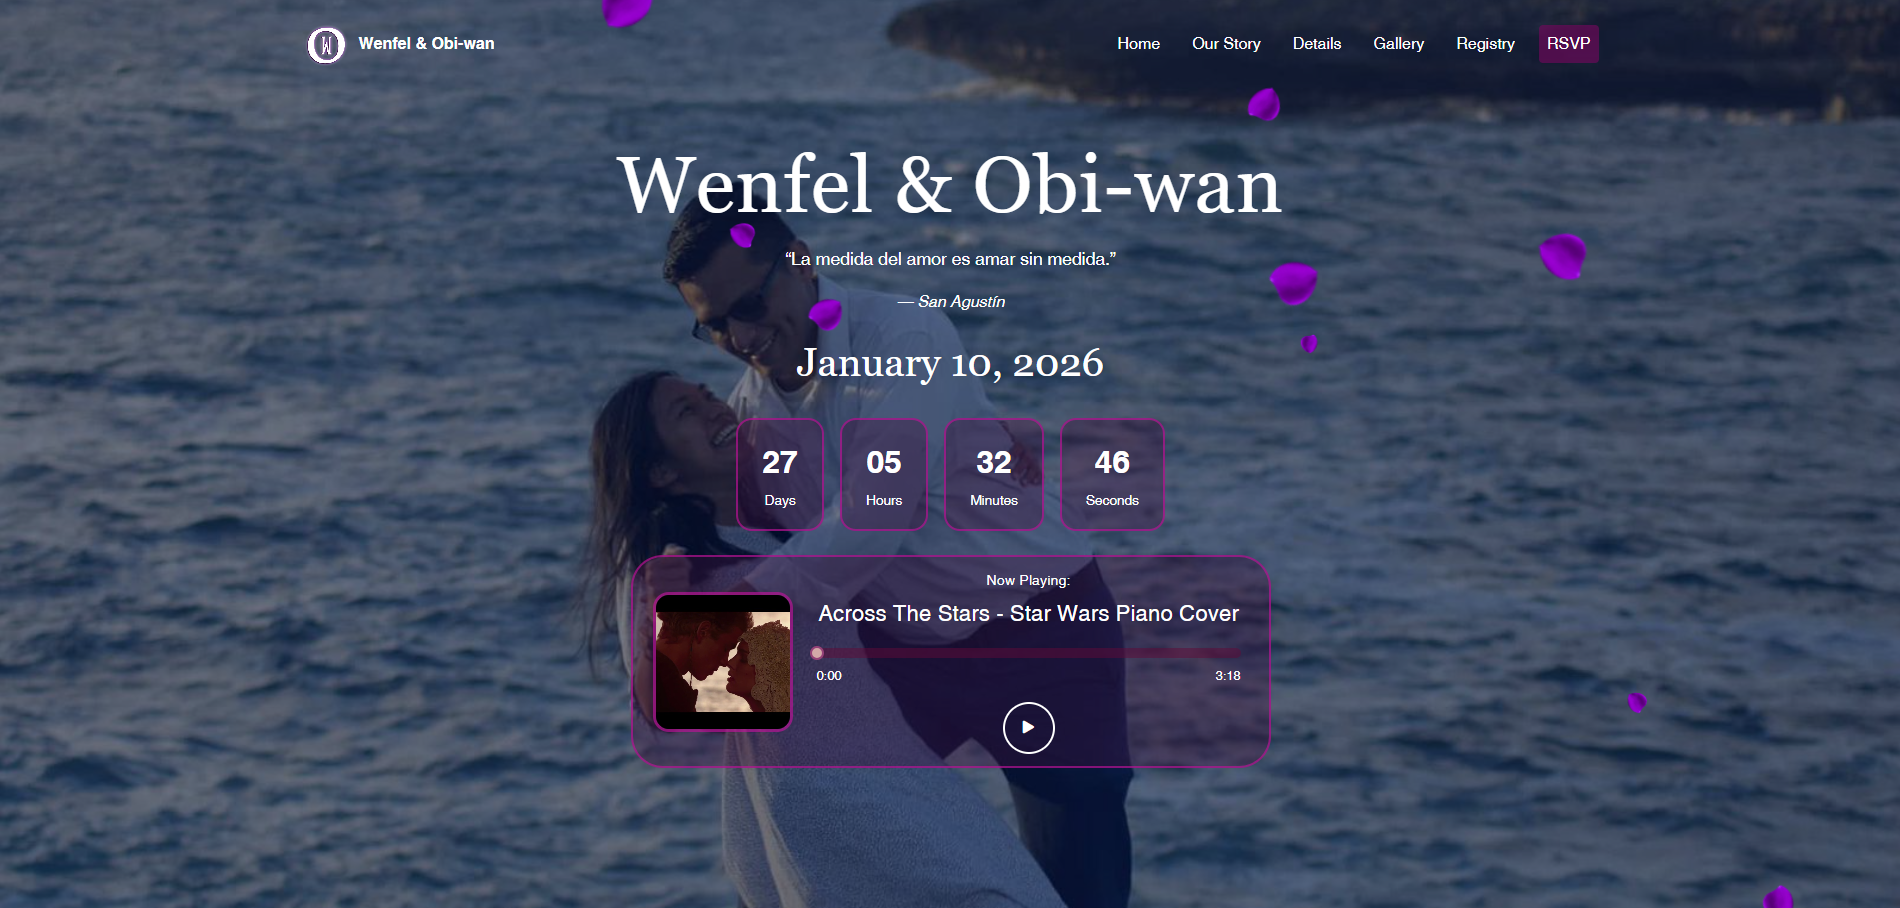 Wenfel & Obi-wan
Home Our Story Details Gallery Registry RSVP
Wenfel & Obi-wan
“La medida del amor es amar sin medida.”
— San Agustín
January 10, 2026
27 05 32 46
Days Hours Minutes Seconds
Now Playing:
Across The Stars - Star Wars Piano Cover
0:00 3:18